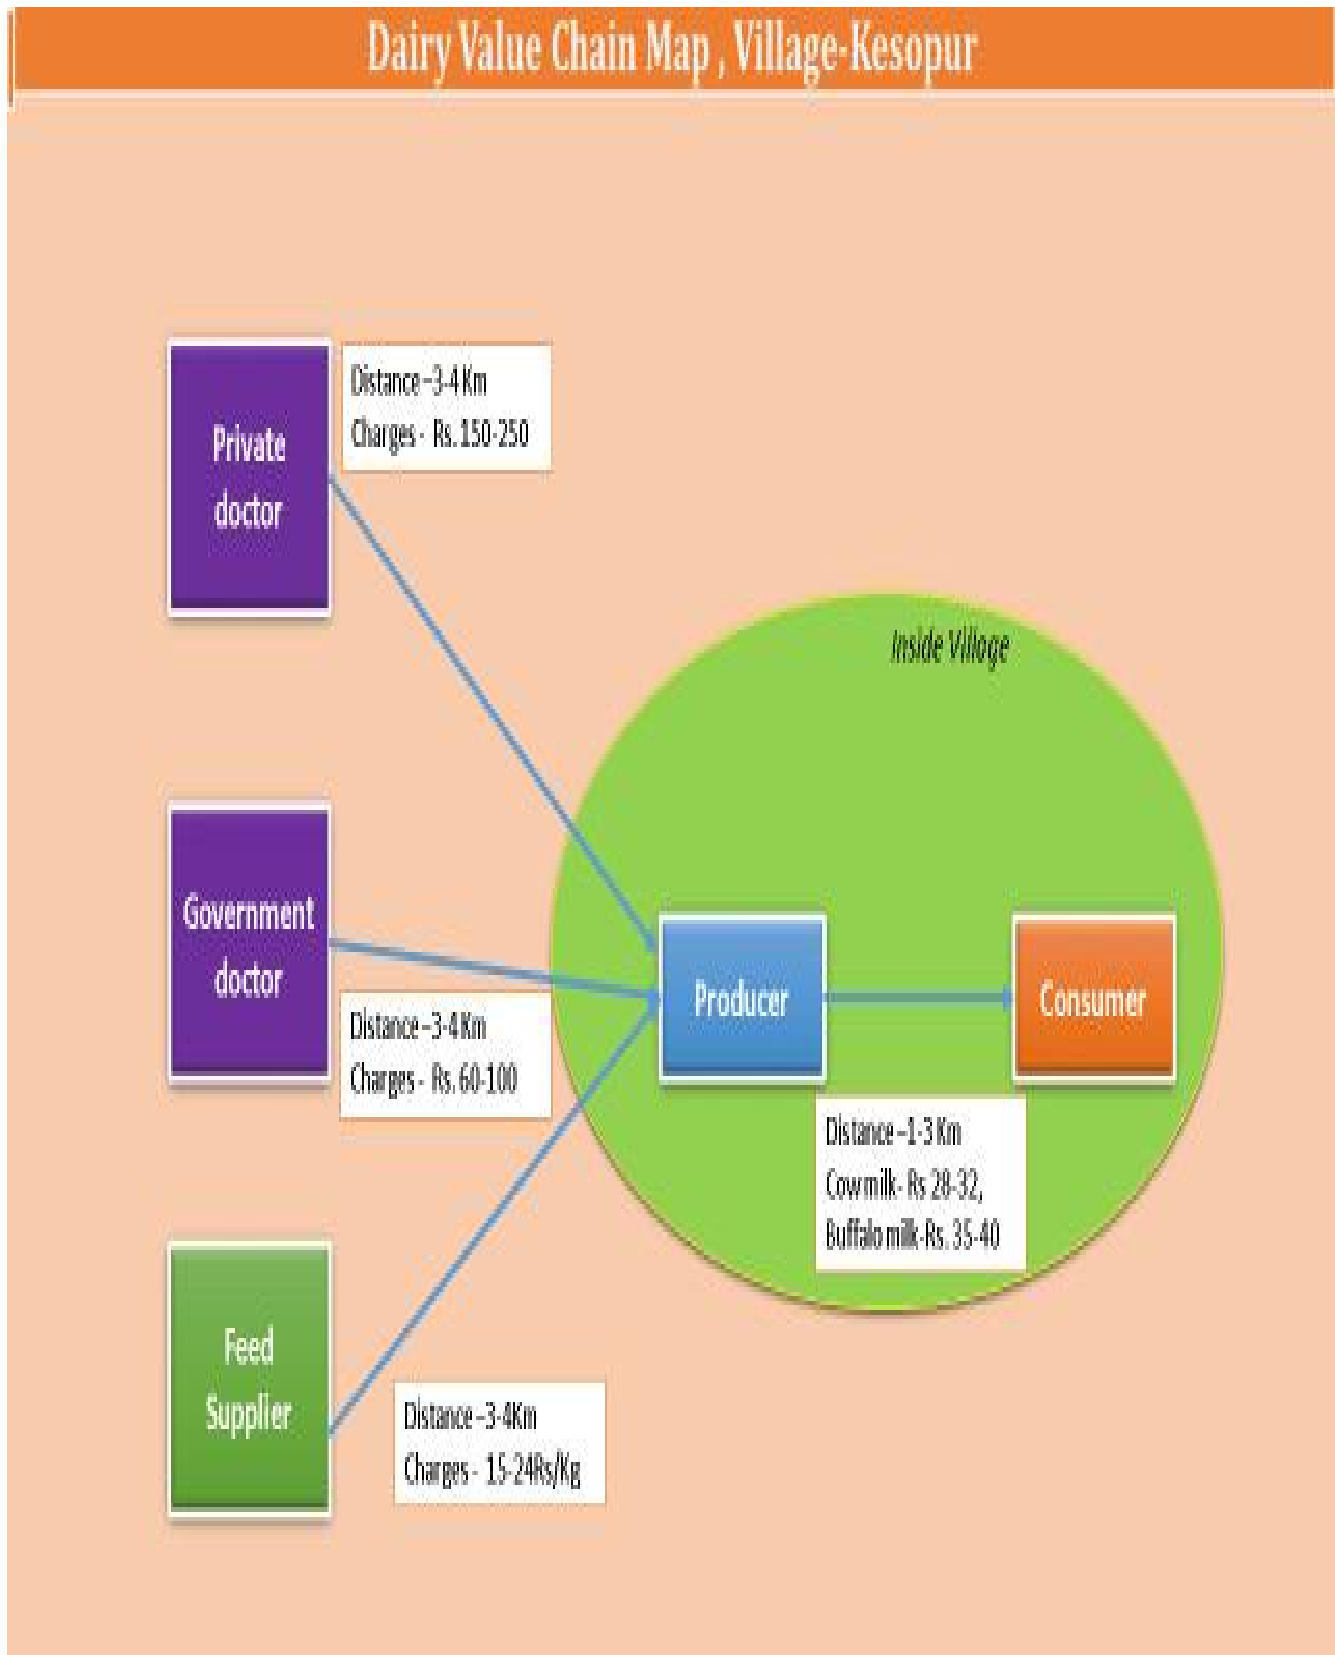 Dairy Value Chain Map , Village-Kesopur
Private
doctor
Distance –3-4 Km
Charges - Rs. 150-250
Inside Village
Government
doctor
Distance –3-4 Km
Charges - Rs. 60-100
Producer
Consumer
Distance –1-3 Km
Cow milk- Rs 28-32,
Buffalo milk-Rs. 35-40
Feed
Supplier
Distance –3-4Km
Charges - 15-24Rs/Kg